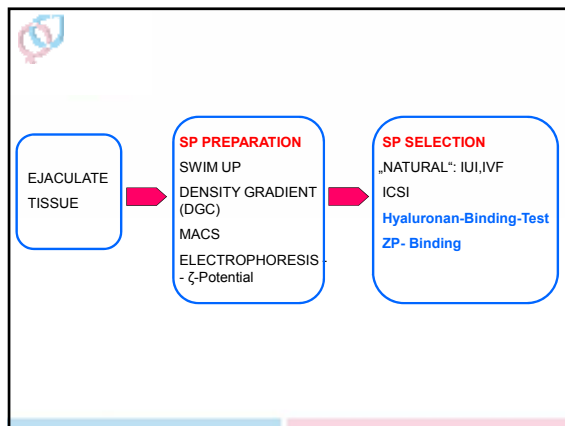 EJACULATE
TISSUE
SP PREPARATION
SWIM UP
DENSITY GRADIENT
(DGC)
MACS
ELECTROPHORESIS -
- ζ-Potential
SP SELECTION
„NATURAL“: IUI,IVF
ICSI
Hyaluronan-Binding-Test
ZP- Binding